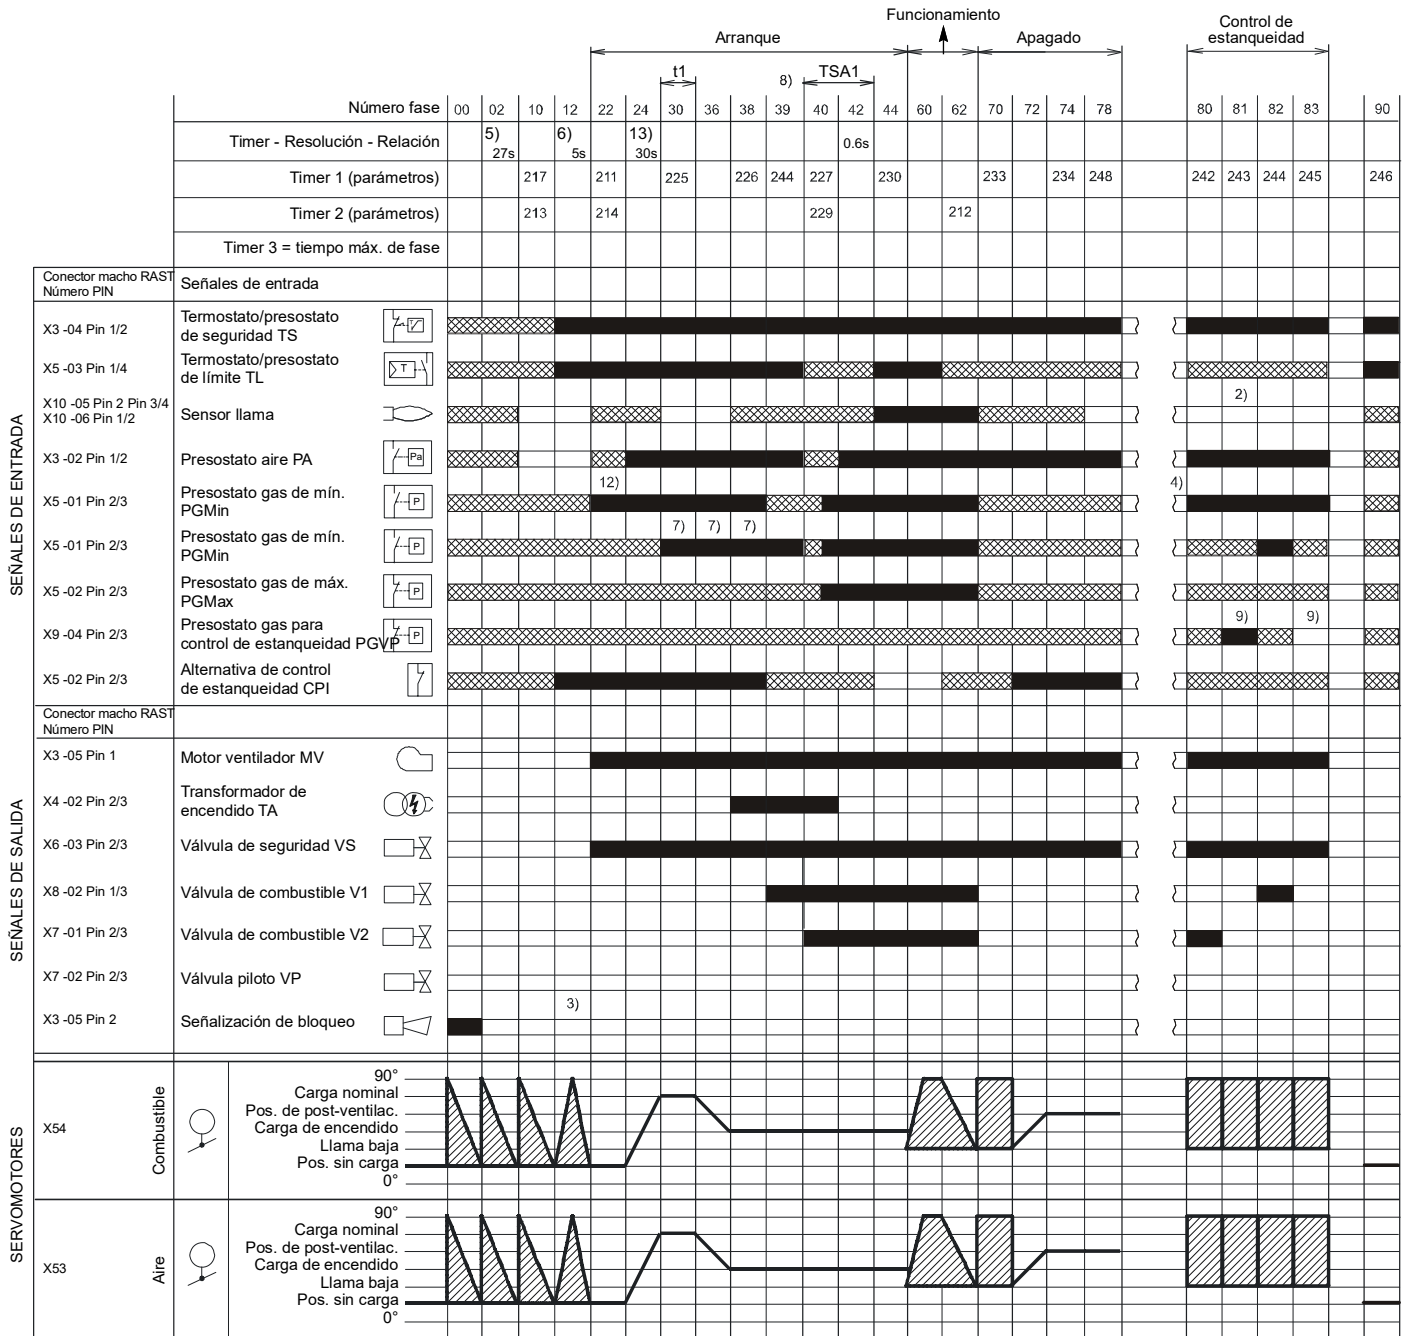 Funcionamiento
Arranque
Apagado
Control de
estanqueidad
t1
8)
TSA1
Número fase 00 02 10 12 22 24 30 36 38 39 40 42 44 60 62 70 72 74 78 80 81 82 83 90
Timer - Resolución - Relación 5) 27s 6) 5s 13) 30s 0.6s
Timer 1 (parámetros) 217 211 225 226 244 227 230 233 234 248 242 243 244 245 246
Timer 2 (parámetros) 213 214 229 212
Timer 3 = tiempo máx. de fase
SEÑALES DE ENTRADA
Conector macho RAST
Número PIN
Señales de entrada
X3 -04 Pin 1/2
Termostato/presostato
de seguridad TS
X5 -03 Pin 1/4
Termostato/presostato
de límite TL
T
2)
X10 -05 Pin 2 Pin 3/4
X10 -06 Pin 1/2
Sensor llama
X3 -02 Pin 1/2
Presostato aire PA
Pa
12)
4)
X5 -01 Pin 2/3
Presostato gas de mín.
PGMin
P
7) 7) 7)
X5 -01 Pin 2/3
Presostato gas de mín.
PGMin
P
X5 -02 Pin 2/3
Presostato gas de máx.
PGMax
P
9) 9)
X9 -04 Pin 2/3
Presostato gas para
control de estanqueidad PGVP
P
X5 -02 Pin 2/3
Alternativa de control
de estanqueidad CPI
SEÑALES DE SALIDA
Conector macho RAST
Número PIN
X3 -05 Pin 1
Motor ventilador MV
X4 -02 Pin 2/3
Transformador de
encendido TA
X6 -03 Pin 2/3
Válvula de seguridad VS
X8 -02 Pin 1/3
Válvula de combustible V1
X7 -01 Pin 2/3
Válvula de combustible V2
X7 -02 Pin 2/3
Válvula piloto VP
3)
X3 -05 Pin 2
Señalización de bloqueo
SERVOMOTORES
X54
Combustible
90°
Carga nominal
Pos. de post-ventilac.
Carga de encendido
Llama baja
Pos. sin carga
0°
X53
Aire
90°
Carga nominal
Pos. de post-ventilac.
Carga de encendido
Llama baja
Pos. sin carga
0°